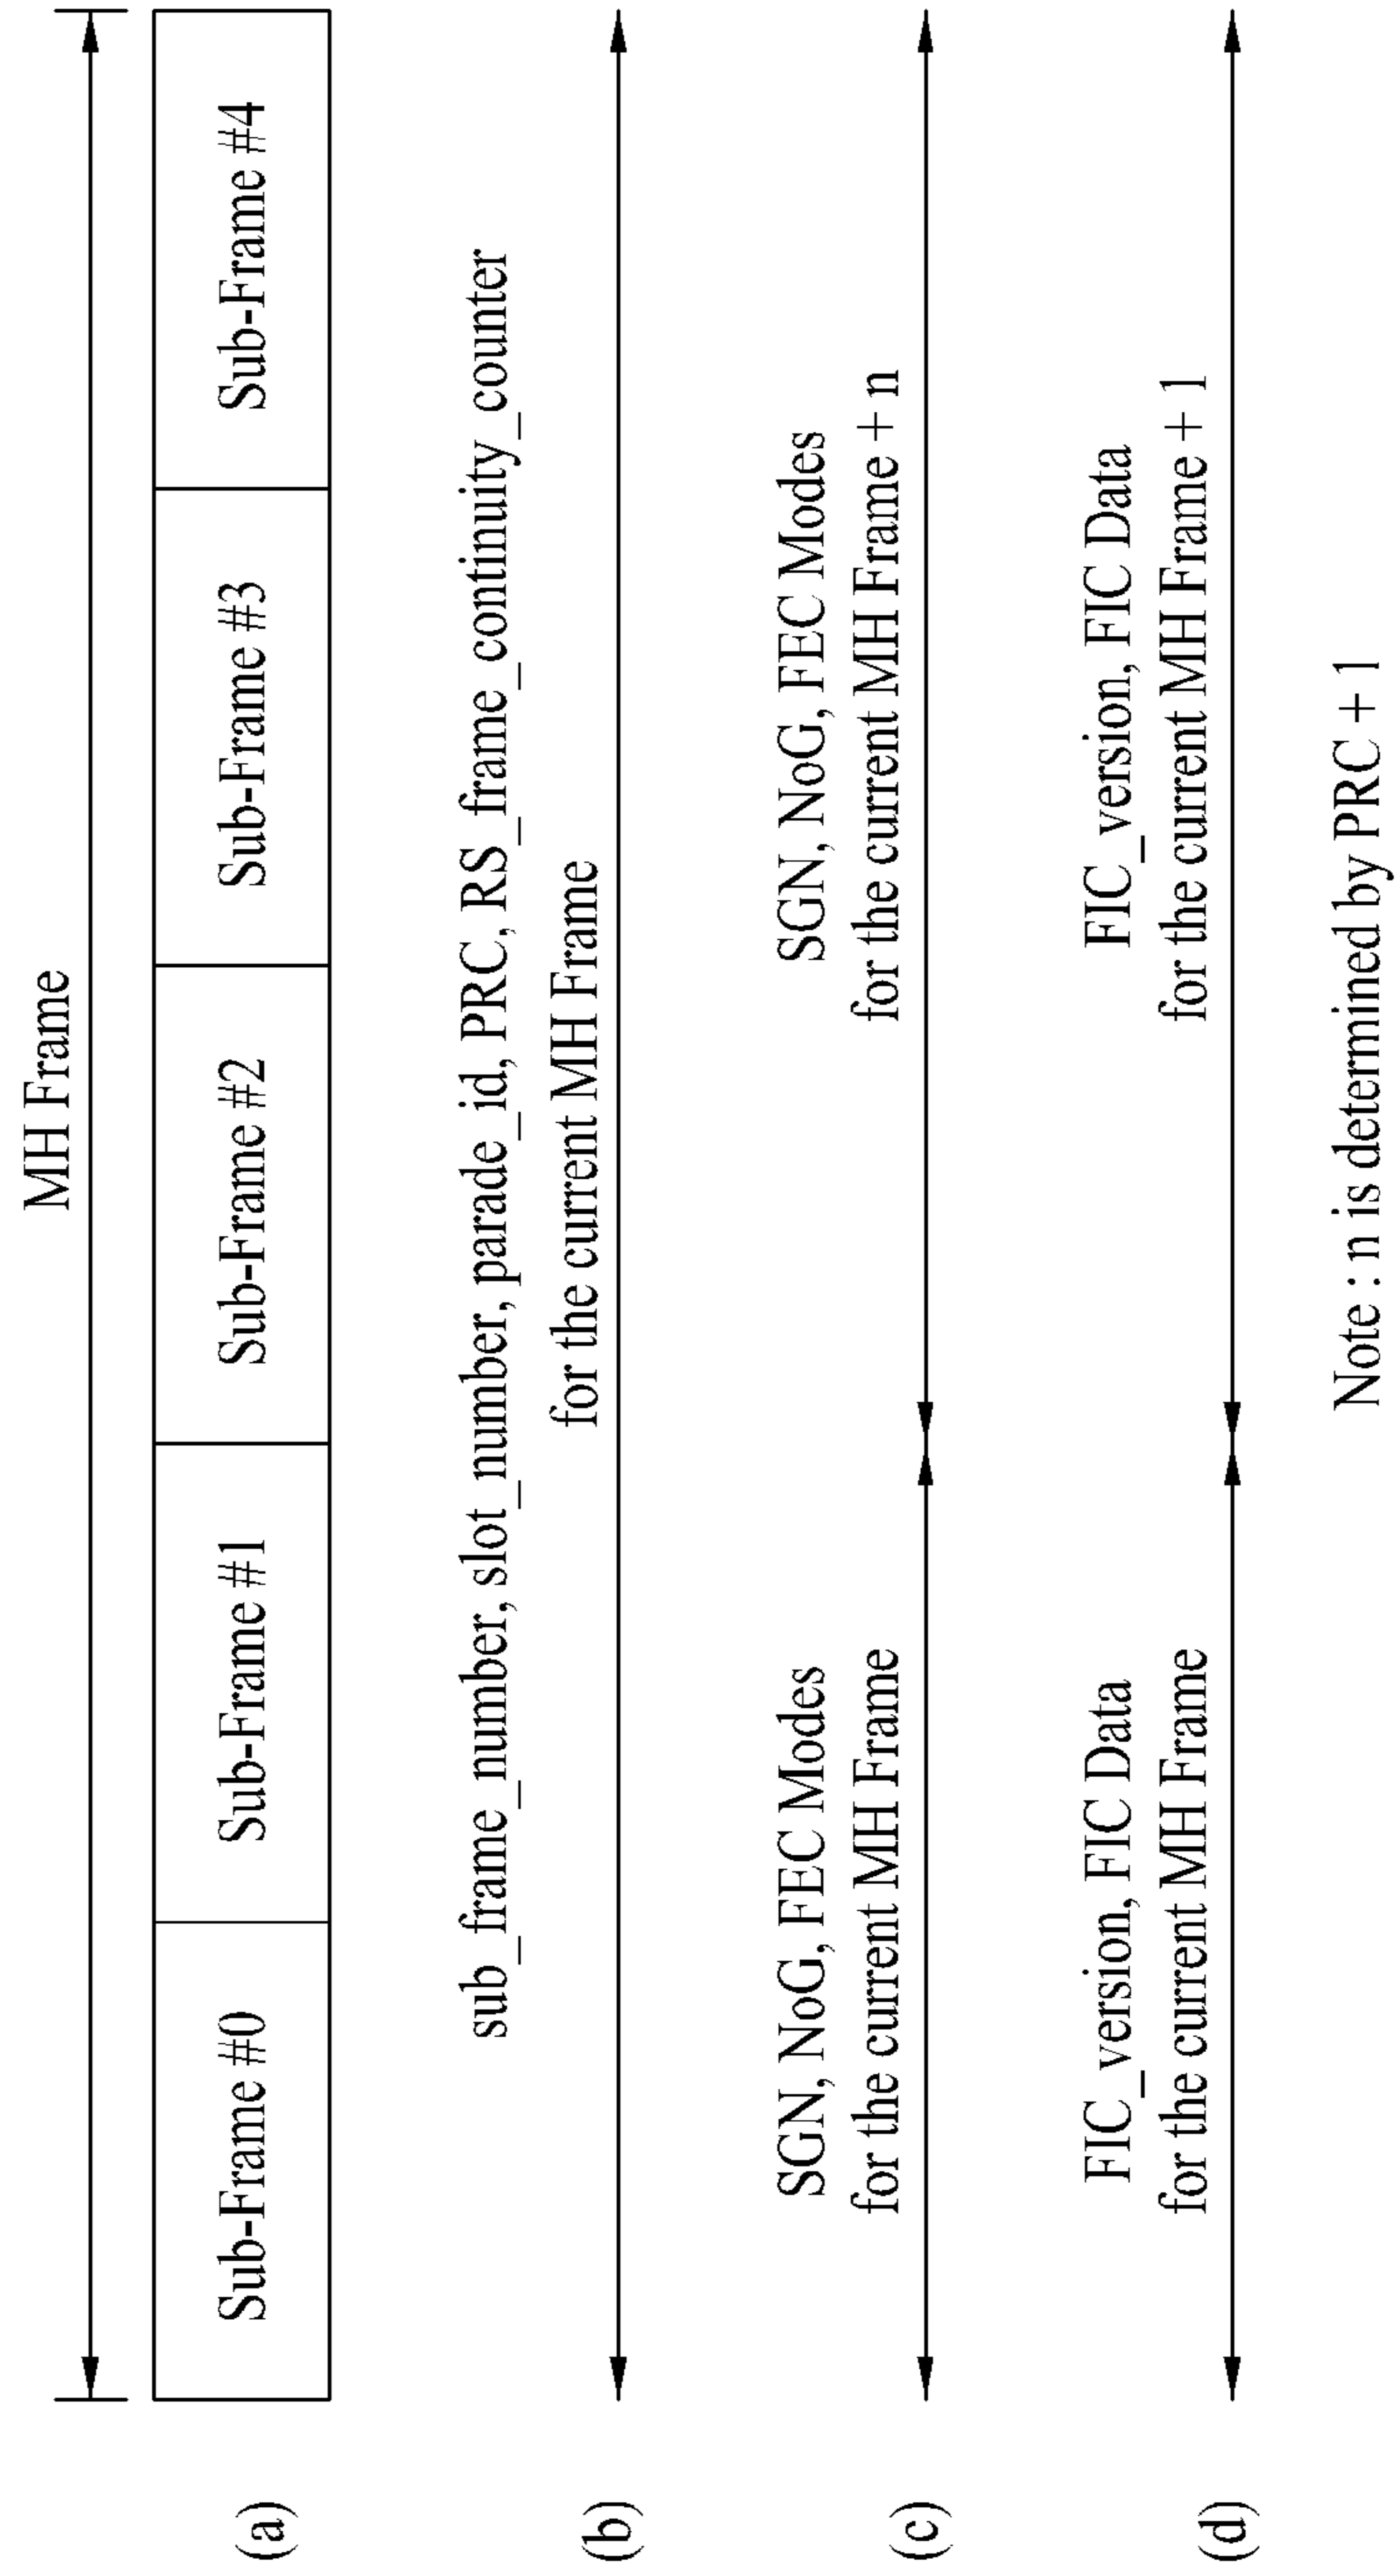 MH Frame
(a)
Sub-Frame #0
Sub-Frame #1
Sub-Frame #2
Sub-Frame #3
Sub-Frame #4
sub_frame_number, slot_number, parade_id, PRC, RS_frame_continuity_counter
for the current MH Frame
(b)
SGN, NoG, FEC Modes
for the current MH Frame
SGN, NoG, FEC Modes
for the current MH Frame + n
(c)
FIC_version, FIC Data
for the current MH Frame
FIC_version, FIC Data
for the current MH Frame + 1
(d)
Note : n is determined by PRC + 1